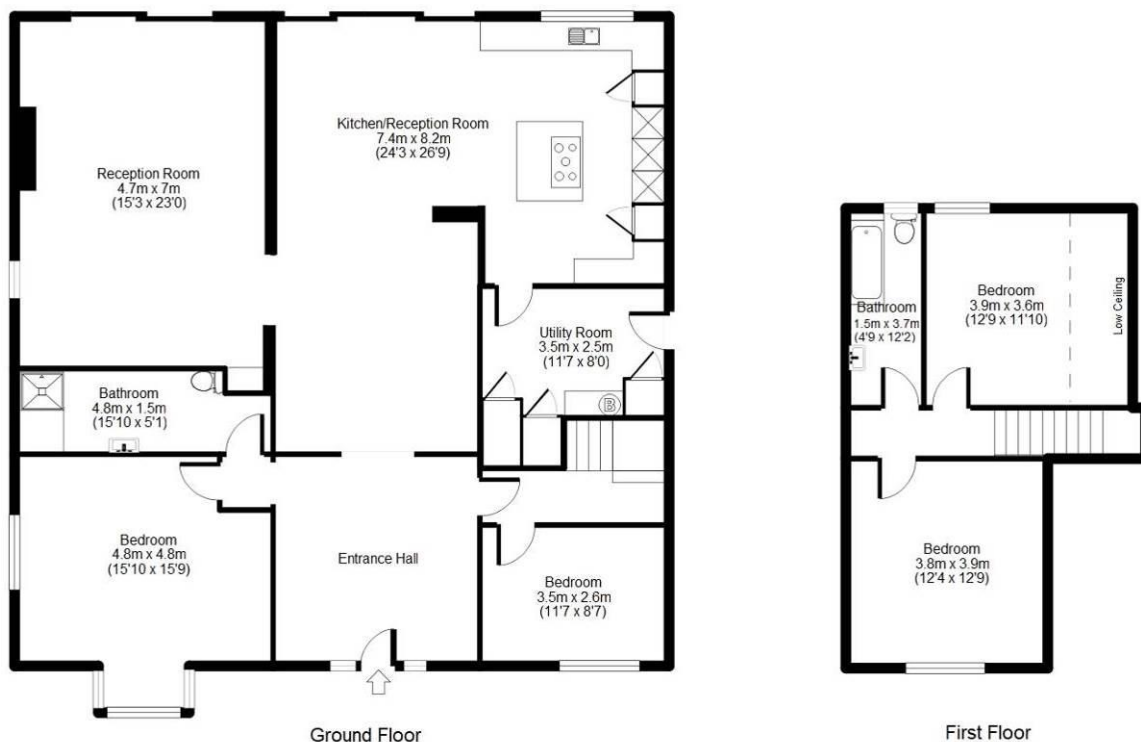 Reception Room
4.7m x 7m
(15'3 x 23'0)
Kitchen/Reception Room
7.4m x 8.2m
(24'3 x 26'9)
Utility Room
3.5m x 2.5m
(11'7 x 8'0)
B
Bathroom
4.8m x 1.5m
(15'10 x 5'1)
Bedroom
4.8m x 4.8m
(15'10 x 15'9)
Entrance Hall
Bedroom
3.5m x 2.6m
(11'7 x 8'7)
Ground Floor
Bathroom
1.5m x 3.7m
(4'9 x 12'2)
Bedroom
3.9m x 3.6m
(12'9 x 11'10)
Low Ceiling
Bedroom
3.8m x 3.9m
(12'4 x 12'9)
First Floor